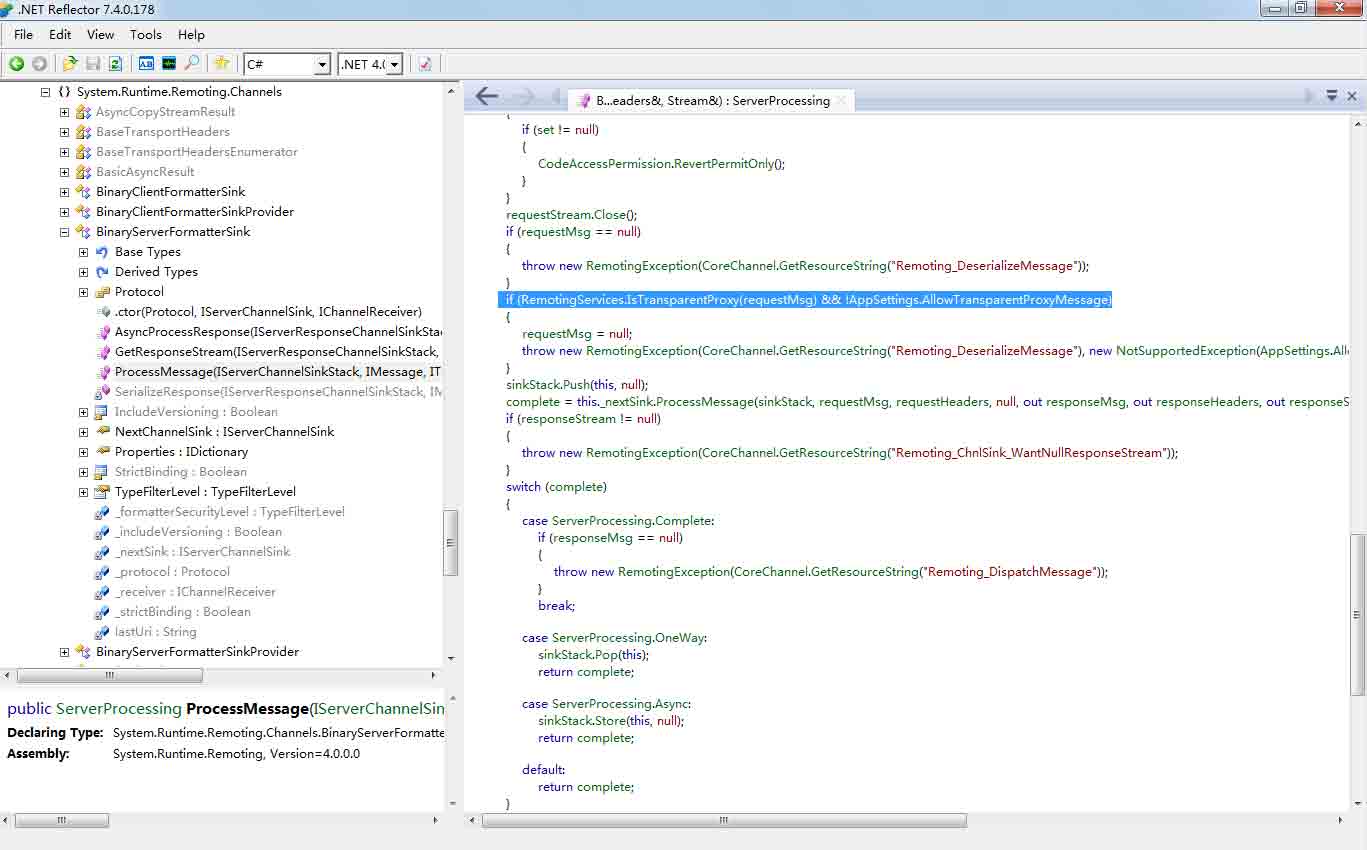 .NET Reflector 7.4.0.178
File Edit View Tools Help
C# .NET 4.(
System.Runtime.Remoting.Channels
AsyncCopyStreamResult
BaseTransportHeaders
BaseTransportHeadersEnumerator
BasicAsyncResult
BinaryClientFormatterSink
BinaryClientFormatterSinkProvider
BinaryServerFormatterSink
Base Types
Derived Types
Protocol
.ctor(Protocol, IServerChannelSink, IChannelReceiver)
AsyncProcessResponse(IServerResponseChannelSinkStac
GetResponseStream(IServerResponseChannelSinkStack,
ProcessMessage(IServerChannelSinkStack, IMessage, IT
SerializeResponse(IServerResponseChannelSinkStack, IM
IncludeVersioning : Boolean
NextChannelSink : IServerChannelSink
Properties : IDictionary
StrictBinding : Boolean
TypeFilterLevel : TypeFilterLevel
_formatterSecurityLevel : TypeFilterLevel
_includeVersioning : Boolean
_nextSink : IServerChannelSink
_protocol : Protocol
_receiver : IChannelReceiver
_strictBinding : Boolean
lastUri : String
BinaryServerFormatterSinkProvider
public ServerProcessing ProcessMessage(IServerChannelSin
Declaring Type: System.Runtime.Remoting.Channels.BinaryServerFormatte
Assembly: System.Runtime.Remoting, Version=4.0.0.0
B...eaders&, Stream&) : ServerProcessing
{
if (set != null)
{
CodeAccessPermission.RevertPermitOnly();
}
}
requestStream.Close();
if (requestMsg == null)
{
throw new RemotingException(CoreChannel.GetResourceString("Remoting_DeserializeMessage"));
}
if (RemotingServices.IsTransparentProxy(requestMsg) && !AppSettings.AllowTransparentProxyMessage)
{
requestMsg = null;
throw new RemotingException(CoreChannel.GetResourceString("Remoting_DeserializeMessage"), new NotSupportedException(AppSettings.All
}
sinkStack.Push(this, null);
complete = this._nextSink.ProcessMessage(sinkStack, requestMsg, requestHeaders, null, out responseMsg, out responseHeaders, out responseS
if (responseStream != null)
{
throw new RemotingException(CoreChannel.GetResourceString("Remoting_ChnlSink_WantNullResponseStream"));
}
switch (complete)
{
case ServerProcessing.Complete:
if (responseMsg == null)
{
throw new RemotingException(CoreChannel.GetResourceString("Remoting_DispatchMessage"));
}
break;
case ServerProcessing.OneWay:
sinkStack.Pop(this);
return complete;
case ServerProcessing.Async:
sinkStack.Store(this, null);
return complete;
default:
return complete;
}